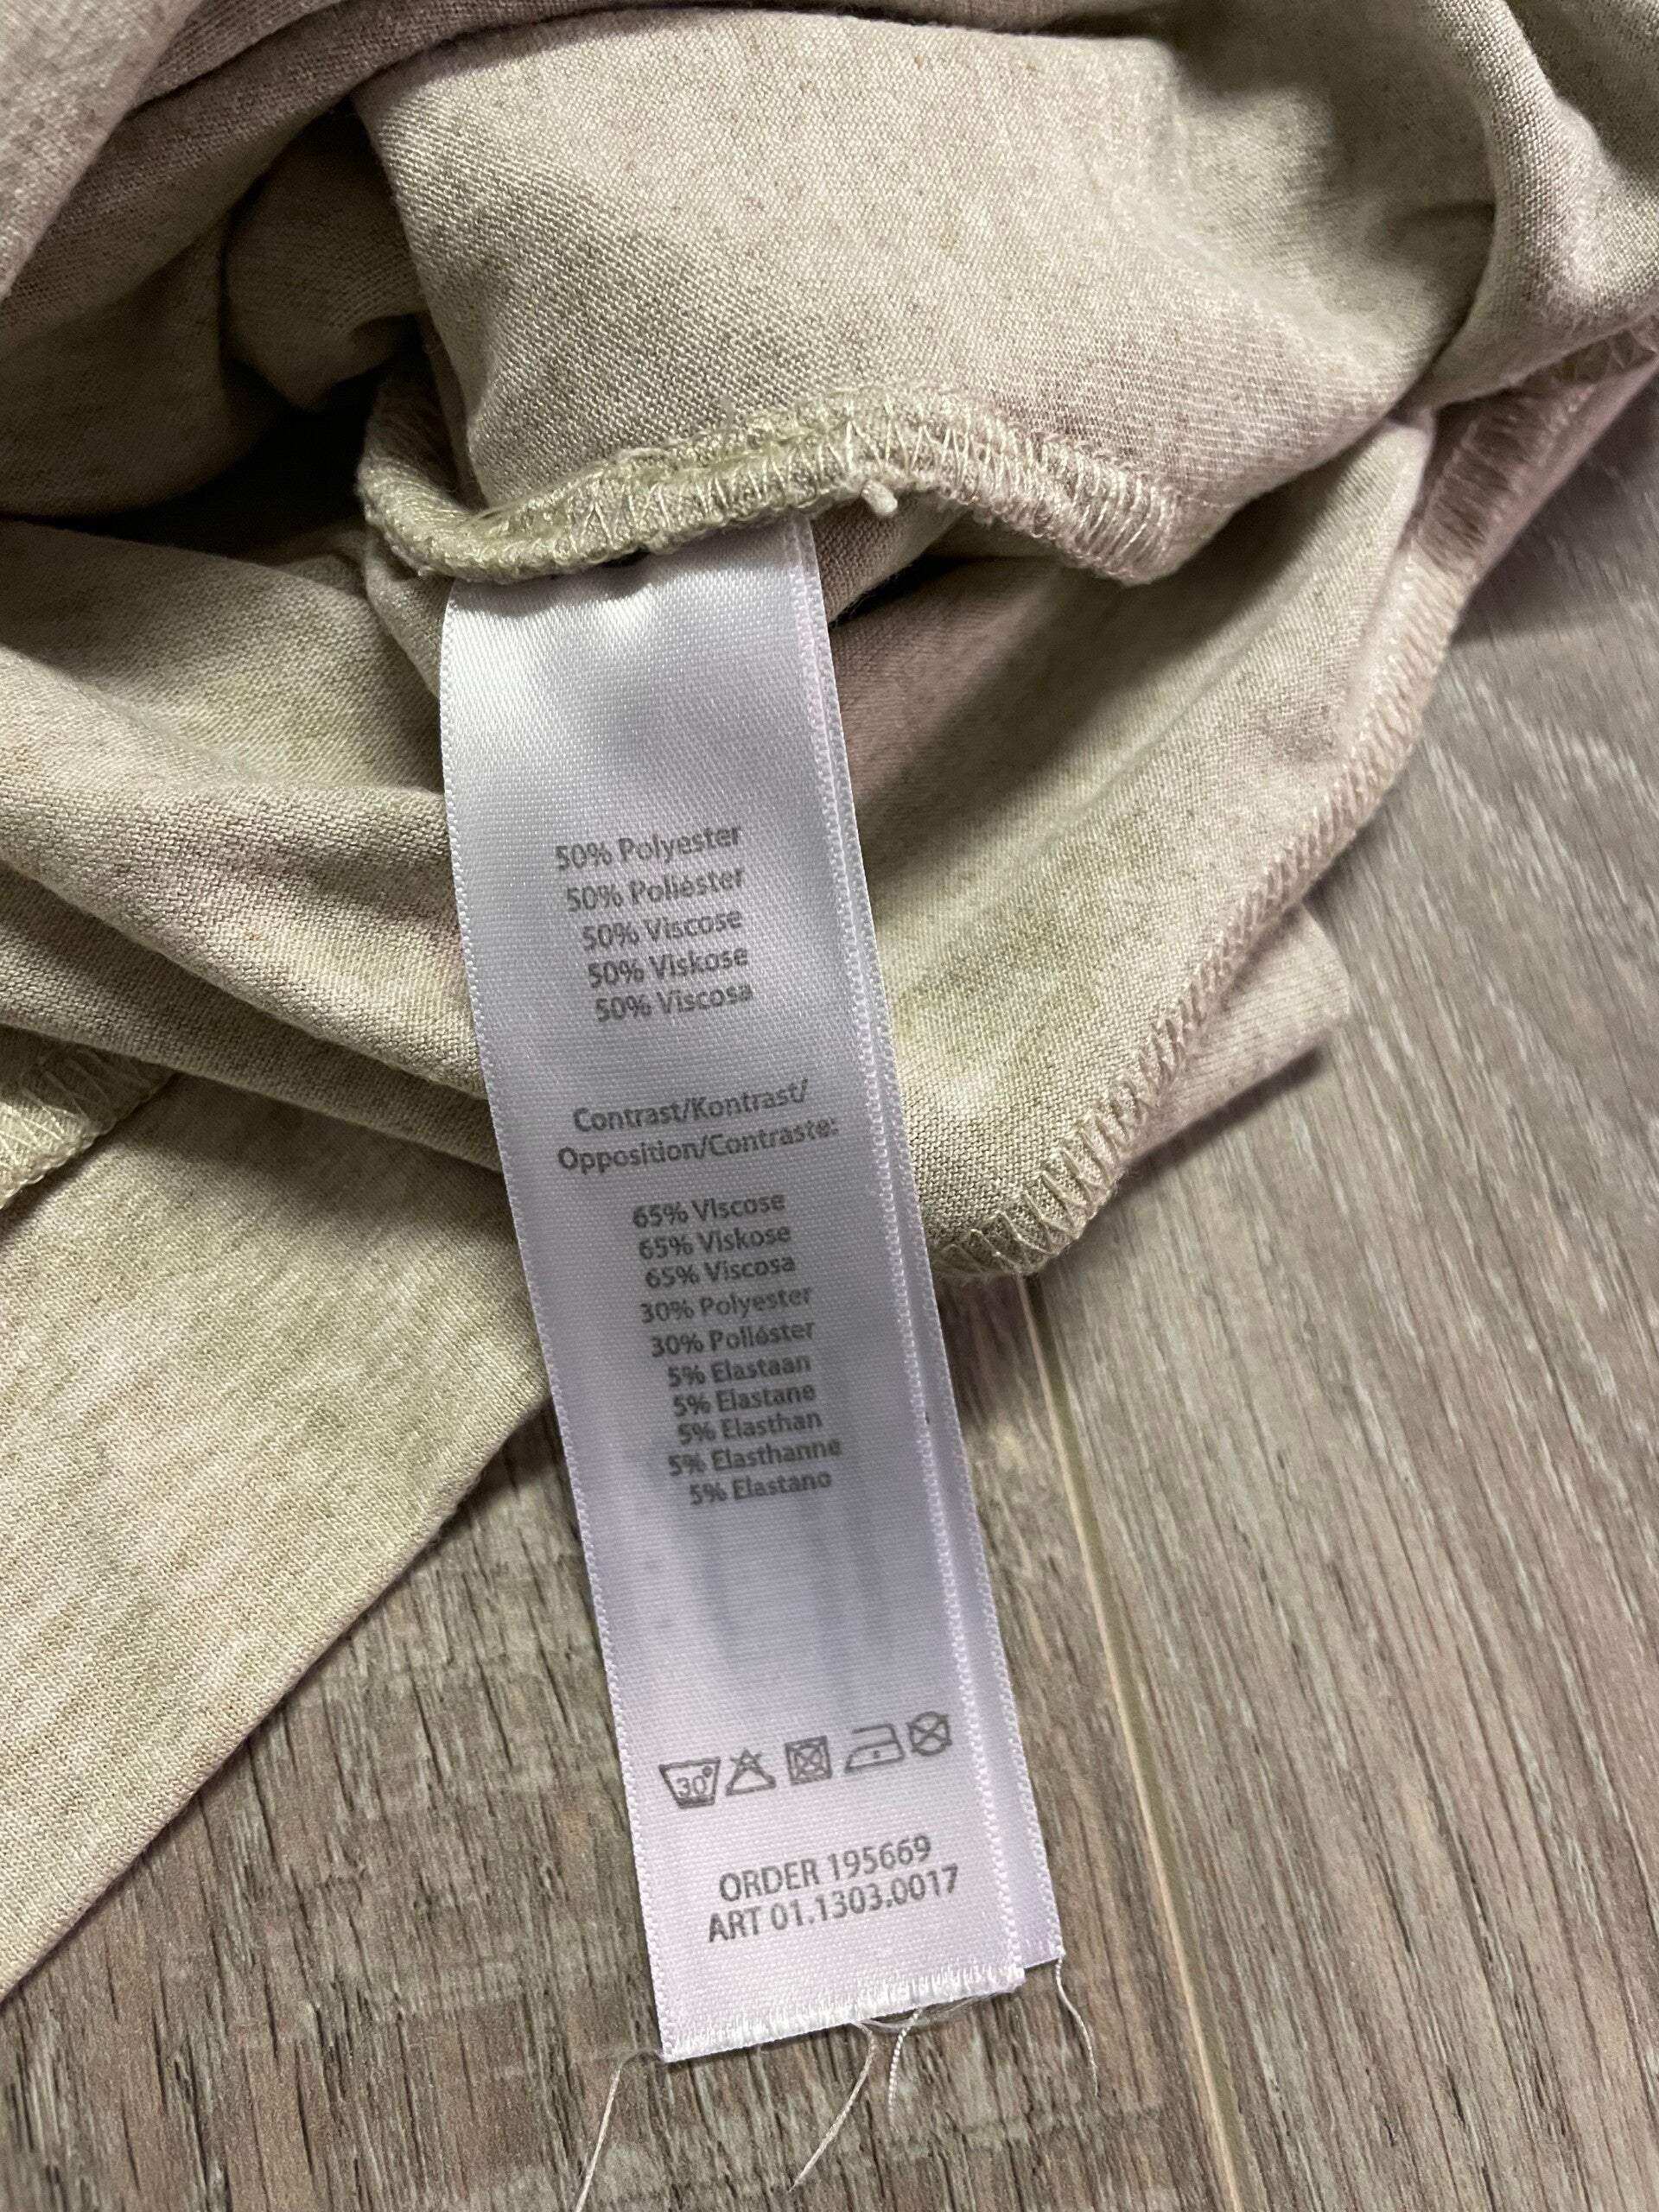 50% Polyester
50% Poliéster
50% Viscose
50% Viskose
50% Viscosa
Contrast/Kontrast/
Opposition/Contraste:
65% Viscose
65% Viskose
65% Viscosa
30% Polyester
30% Poliéster
5% Elastaan
5% Elastane
5% Elasthan
5% Elasthanne
5% Elastano
30°
ORDER 195669
ART 01.1303.0017